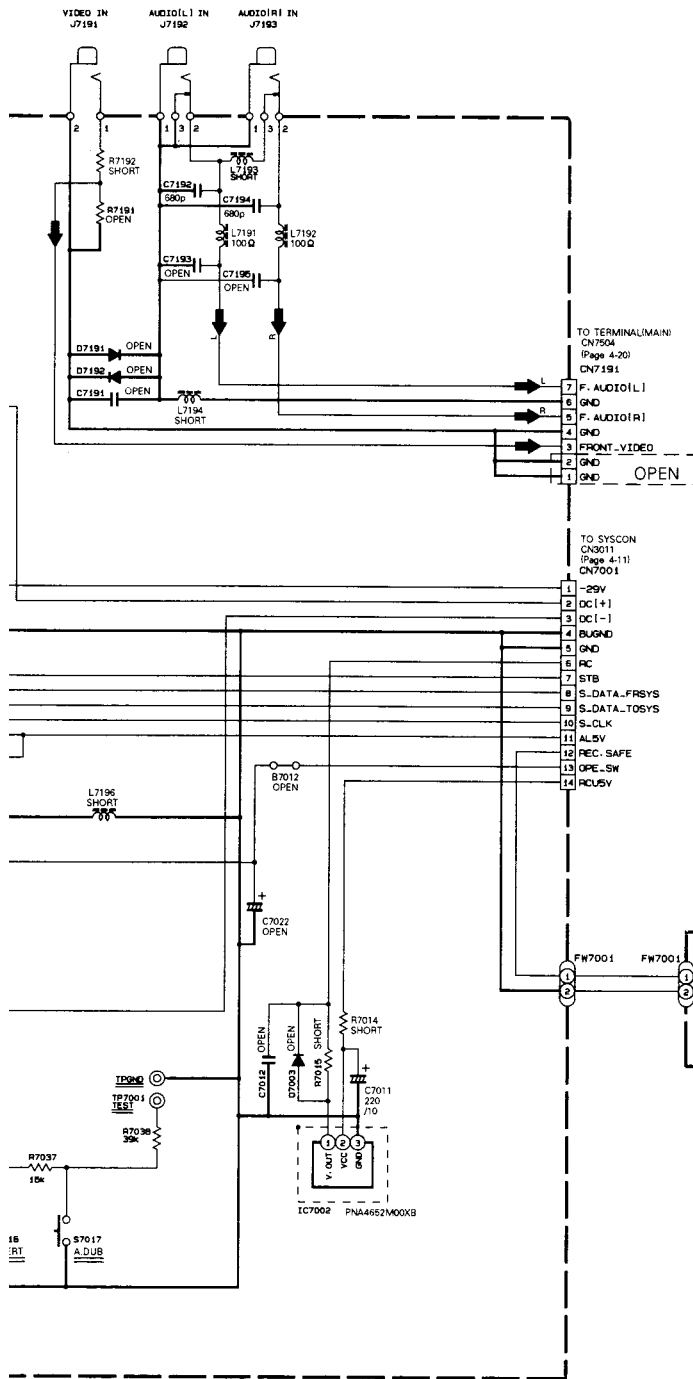 VIDEO IN
J7191
AUDIO[L] IN
J7192
AUDIO[R] IN
J7193
2 1 1 3 2 1 3 2
R7192
SHORT
R7191
OPEN
L7193
SHORT
C7192
680p
C7194
680p
L7191
100Ω
L7192
100Ω
C7193
OPEN
C7195
OPEN
L
R
D7191 OPEN
D7192 OPEN
C7191 OPEN
L7194
SHORT
TO TERMINAL(MAIN)
CN7504
(Page 4-20)
CN7191
L 7 F.AUDIO[L]
6 GND
R 5 F.AUDIO[R]
4 GND
3 FRONT_VIDEO
2 GND
1 GND
OPEN
TO SYSCON
CN3011
(Page 4-11)
CN7001
1 -29V
2 DC[+]
3 DC[-]
4 BUGND
5 GND
6 RC
7 STB
8 S_DATA_FRSYS
9 S_DATA_TOSYS
10 S_CLK
11 AL5V
12 REC.SAFE
13 OPE_SW
14 RCU5V
B7012
OPEN
L7196
SHORT
+
C7022
OPEN
FW7001 FW7001
1 1
2 2
R7014
SHORT
OPEN
C7012
OPEN
D7003
SHORT
R7015
+
C7011
220
/10
TPGND
TP7001
TEST
R7038
39K
R7037
15K
1 2 3
V.OUT
VCC
GND
IC7002 PNA4652M00XB
S7017
A.DUB
16
ERT